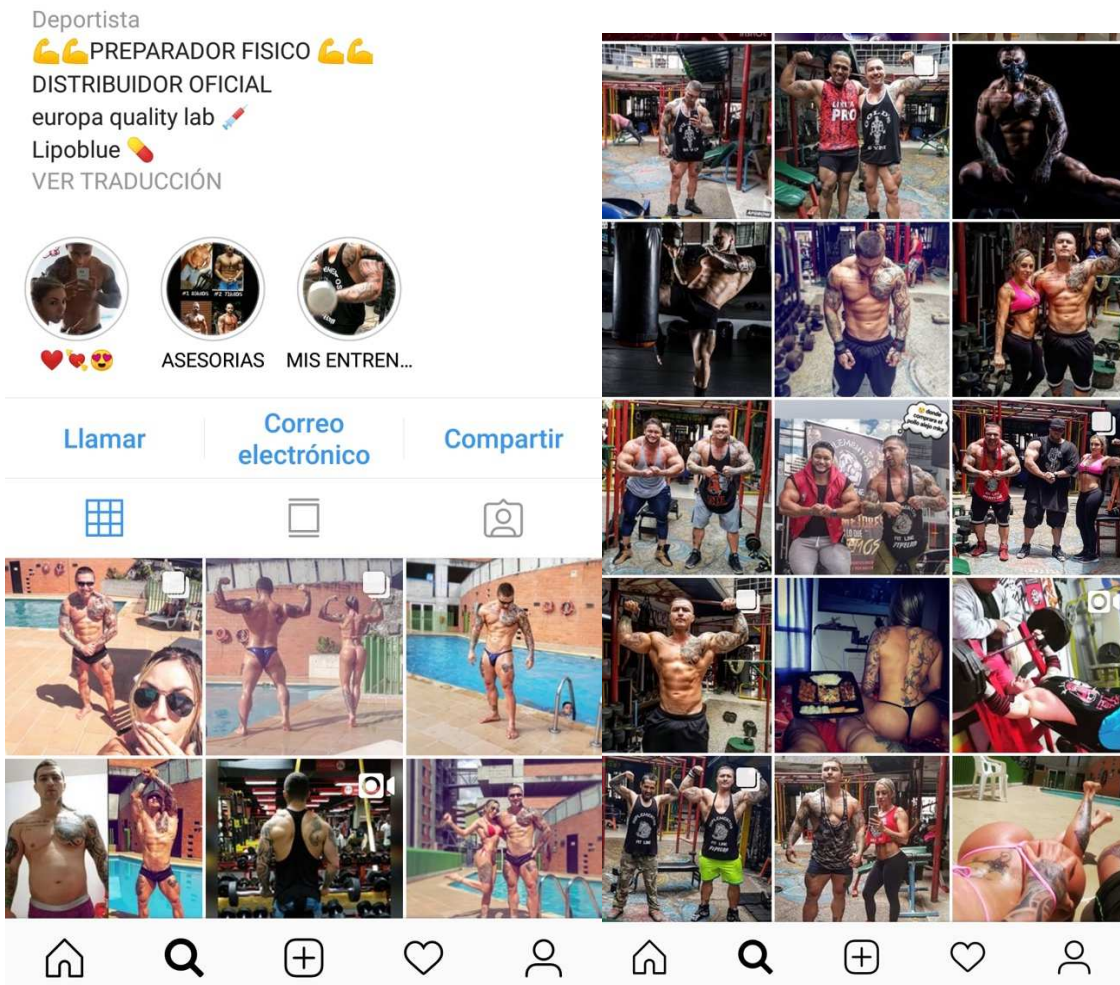 Deportista
💪💪PREPARADOR FISICO 💪💪
DISTRIBUIDOR OFICIAL
europa quality lab 💉
Lipoblue 💊
VER TRADUCCIÓN
❤️💘😍
ASESORIAS
MIS ENTREN...
Llamar
Correo
electrónico
Compartir
PRO